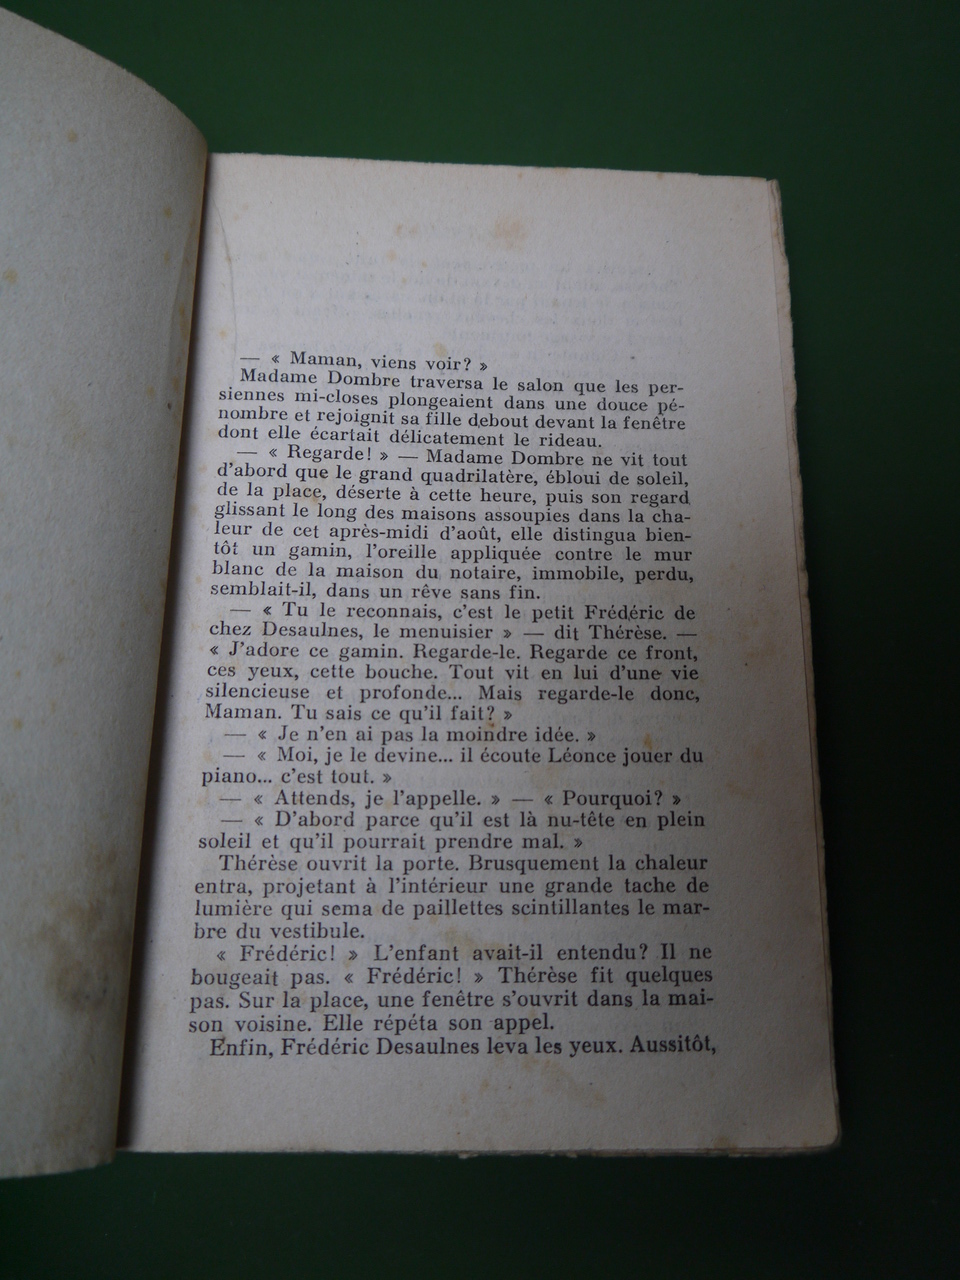 — « Maman, viens voir? »
Madame Dombre traversa le salon que les per-
siennes mi-closes plongeaient dans une douce pé-
nombre et rejoignit sa fille debout devant la fenêtre
dont elle écartait délicatement le rideau.
— « Regarde! » — Madame Dombre ne vit tout
d'abord que le grand quadrilatère, ébloui de soleil,
de la place, déserte à cette heure, puis son regard
glissant le long des maisons assoupies dans la cha-
leur de cet après-midi d'août, elle distingua bien-
tôt un gamin, l'oreille appliquée contre le mur
blanc de la maison du notaire, immobile, perdu,
semblait-il, dans un rêve sans fin.
— « Tu le reconnais, c'est le petit Frédéric de
chez Desaulnes, le menuisier » — dit Thérèse. —
« J'adore ce gamin. Regarde-le. Regarde ce front,
ces yeux, cette bouche. Tout vit en lui d'une vie
silencieuse et profonde... Mais regarde-le donc,
Maman. Tu sais ce qu'il fait? »
— « Je n'en ai pas la moindre idée. »
— « Moi, je le devine... il écoute Léonce jouer du
piano... c'est tout. »
— « Attends, je l'appelle. » — « Pourquoi? »
— « D'abord parce qu'il est là nu-tête en plein
soleil et qu'il pourrait prendre mal. »
Thérèse ouvrit la porte. Brusquement la chaleur
entra, projetant à l'intérieur une grande tache de
lumière qui sema de paillettes scintillantes le mar-
bre du vestibule.
« Frédéric! » L'enfant avait-il entendu? Il ne
bougeait pas. « Frédéric! » Thérèse fit quelques
pas. Sur la place, une fenêtre s'ouvrit dans la mai-
son voisine. Elle répéta son appel.
Enfin, Frédéric Desaulnes leva les yeux. Aussitôt,